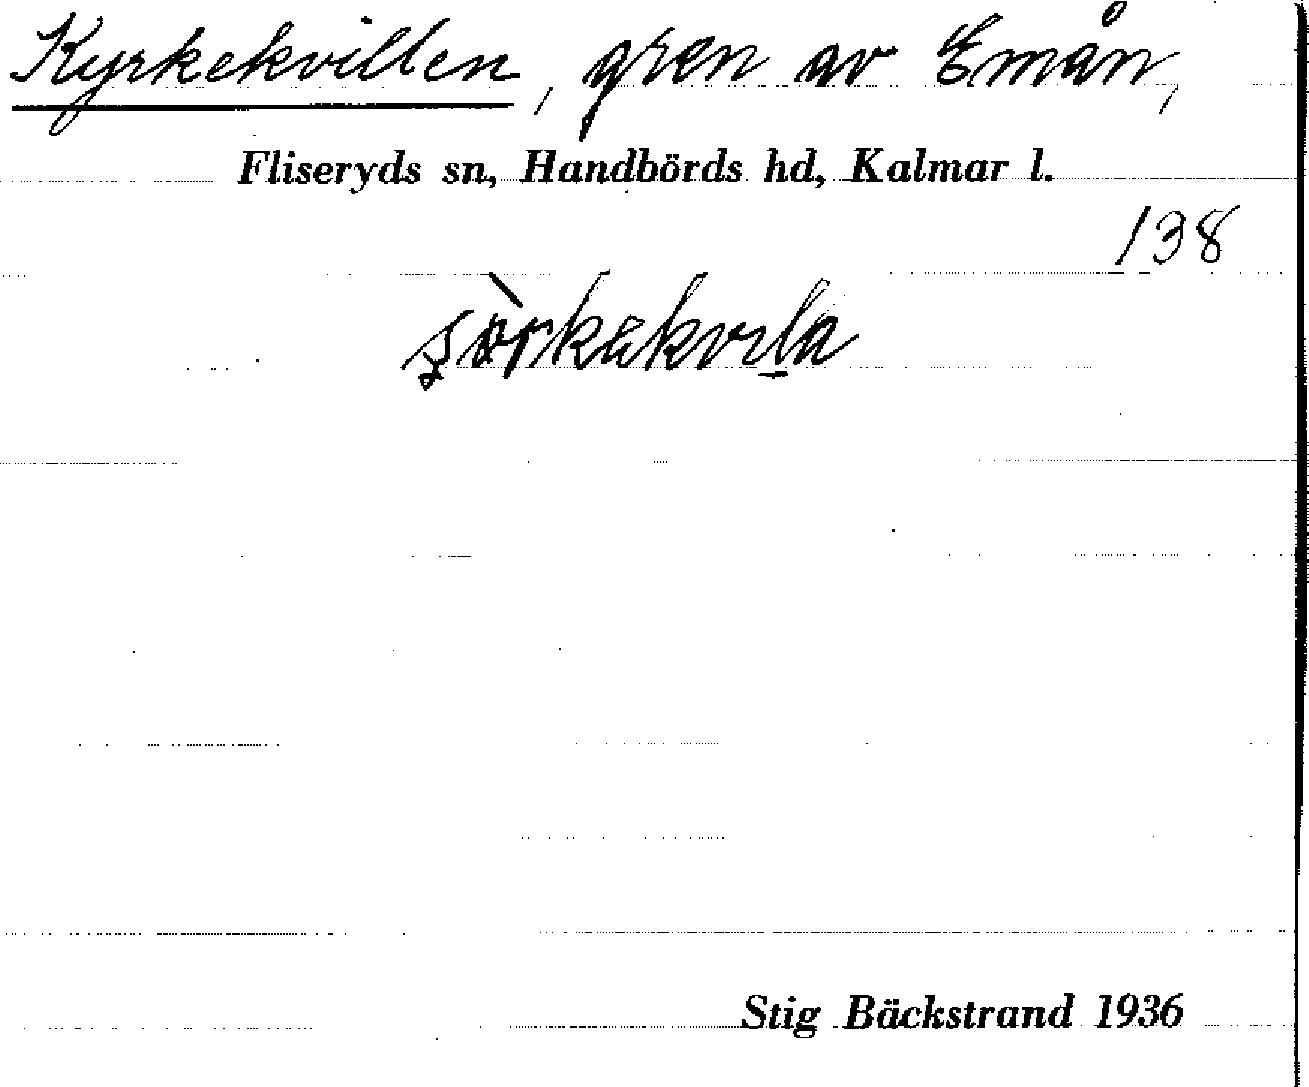 Kyrkekvillen, gren av Emån,
Fliseryds sn, Handbörds hd, Kalmar l.
138
Stig Bäckstrand 1936